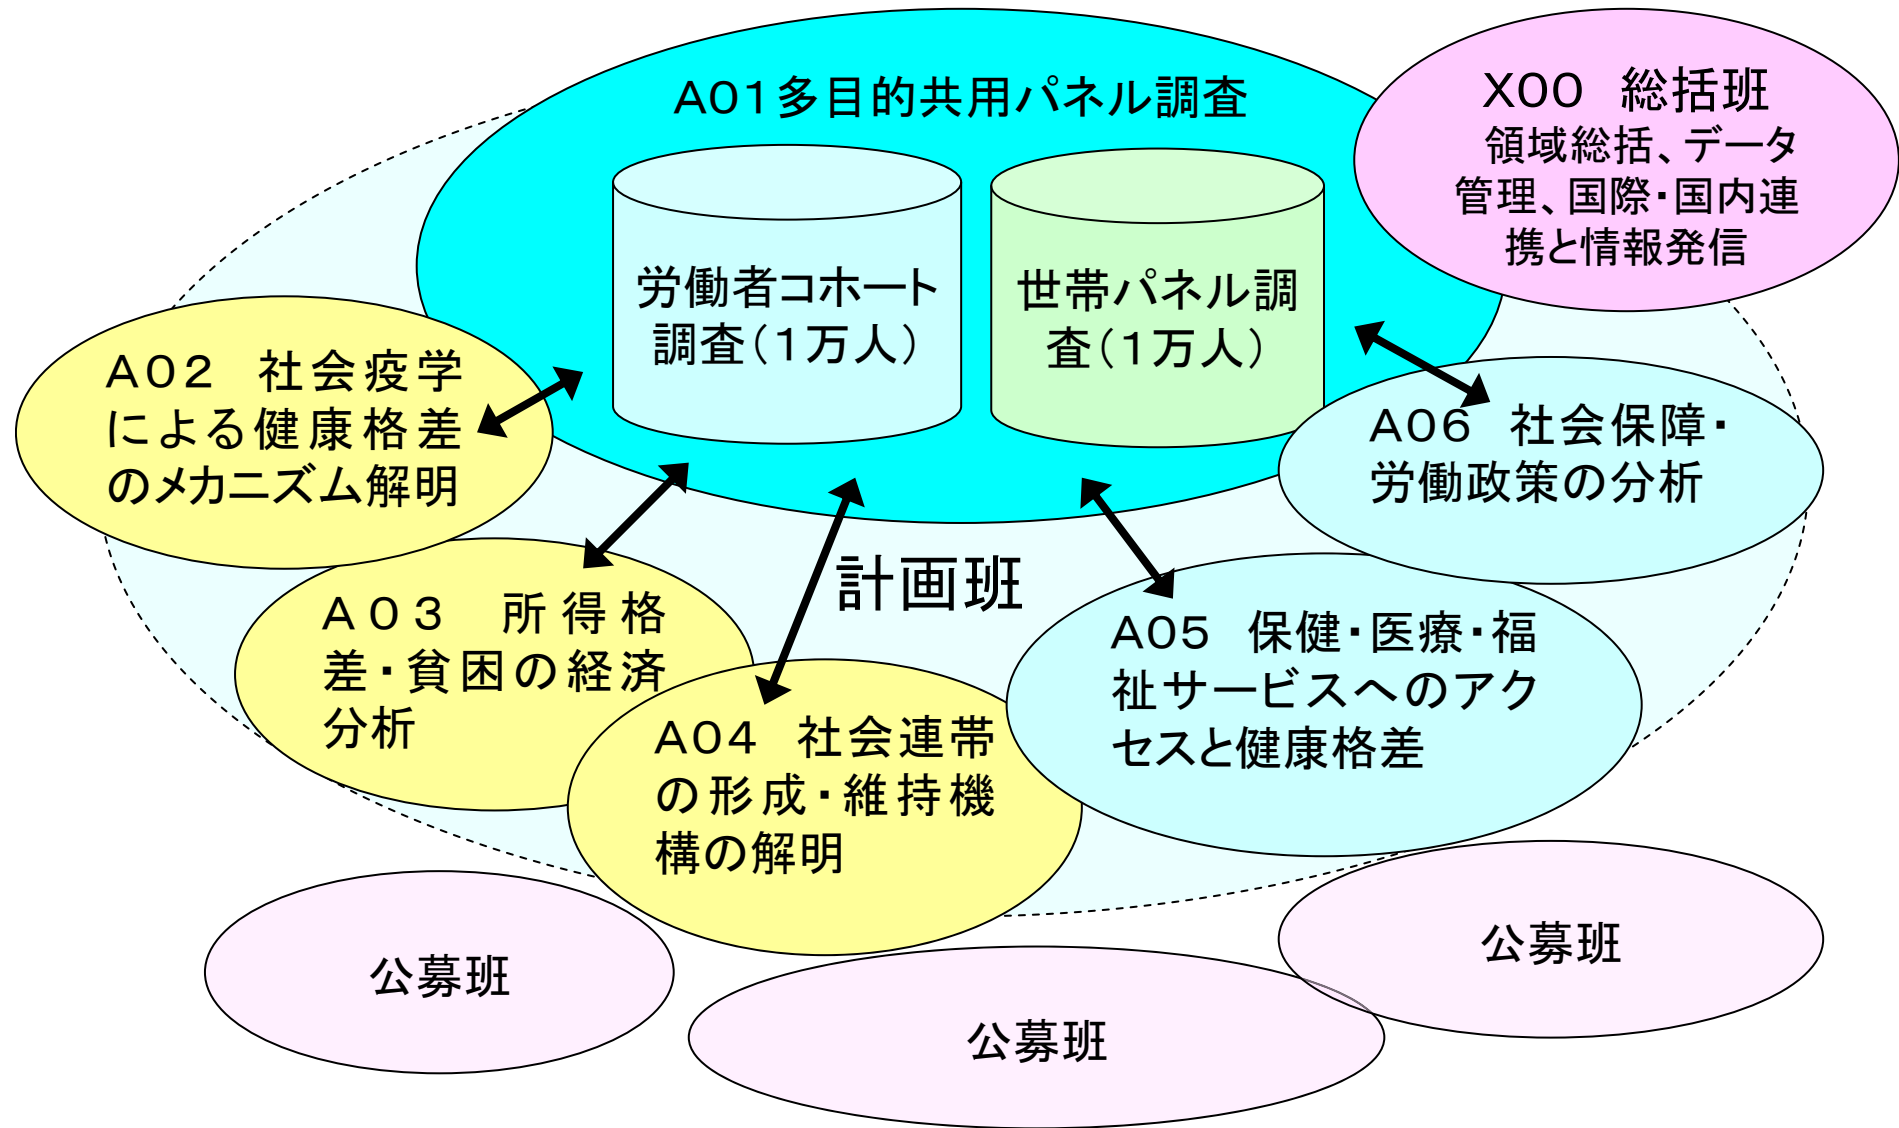 A01多目的共用パネル調査
労働者コホート
調査（１万人）
世帯パネル調
査（１万人）
X00　総括班
領域総括、データ
管理、国際・国内連
携と情報発信
A02　社会疫学
による健康格差
のメカニズム解明
A06　社会保障・
労働政策の分析
計画班
A03　所得格
差・貧困の経済
分析
A05　保健・医療・福
祉サービスへのアク
セスと健康格差
A04　社会連帯
の形成・維持機
構の解明
公募班
公募班
公募班